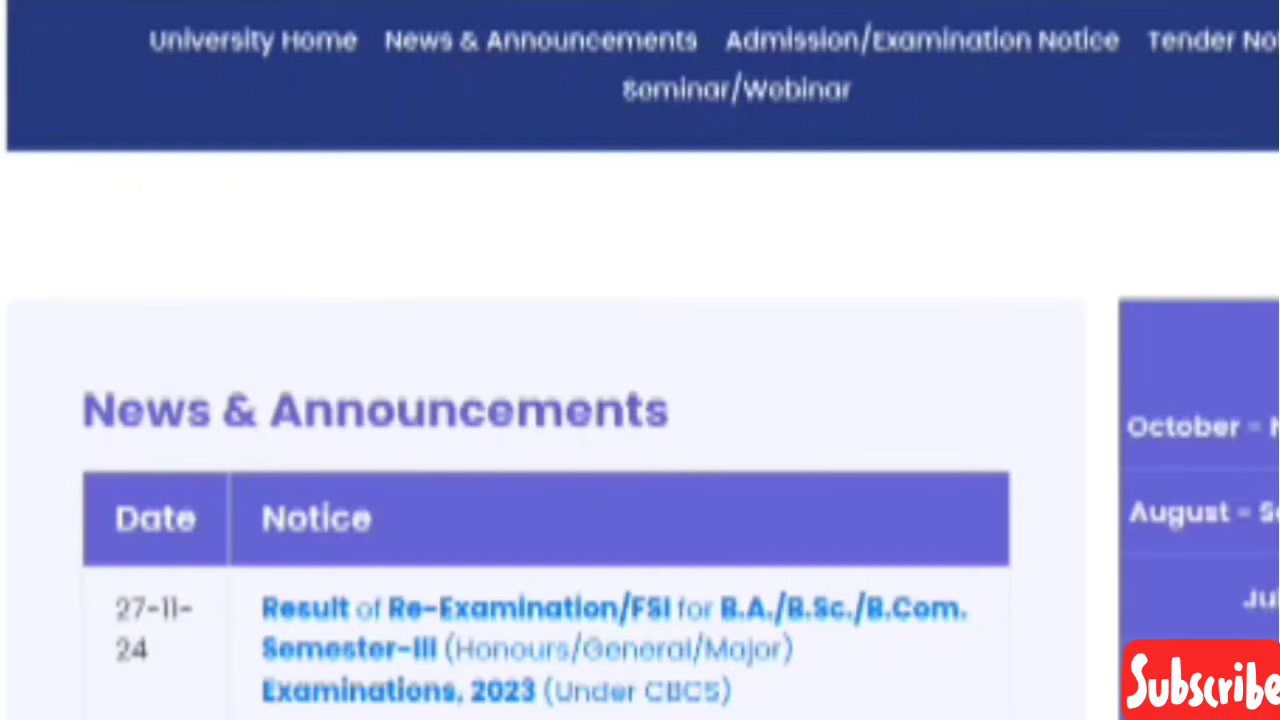 University Home News & Announcements Admission/Examination Notice Tender
Seminar/Webinar
News & Announcements
October -
August -
Date Notice
27-11-
24
Result of Re-Examination/FSI for B.A./B.Sc./B.Com.
Semester-III (Honours/General/Major)
Examinations, 2023 (Under CBCS)
Subscribe